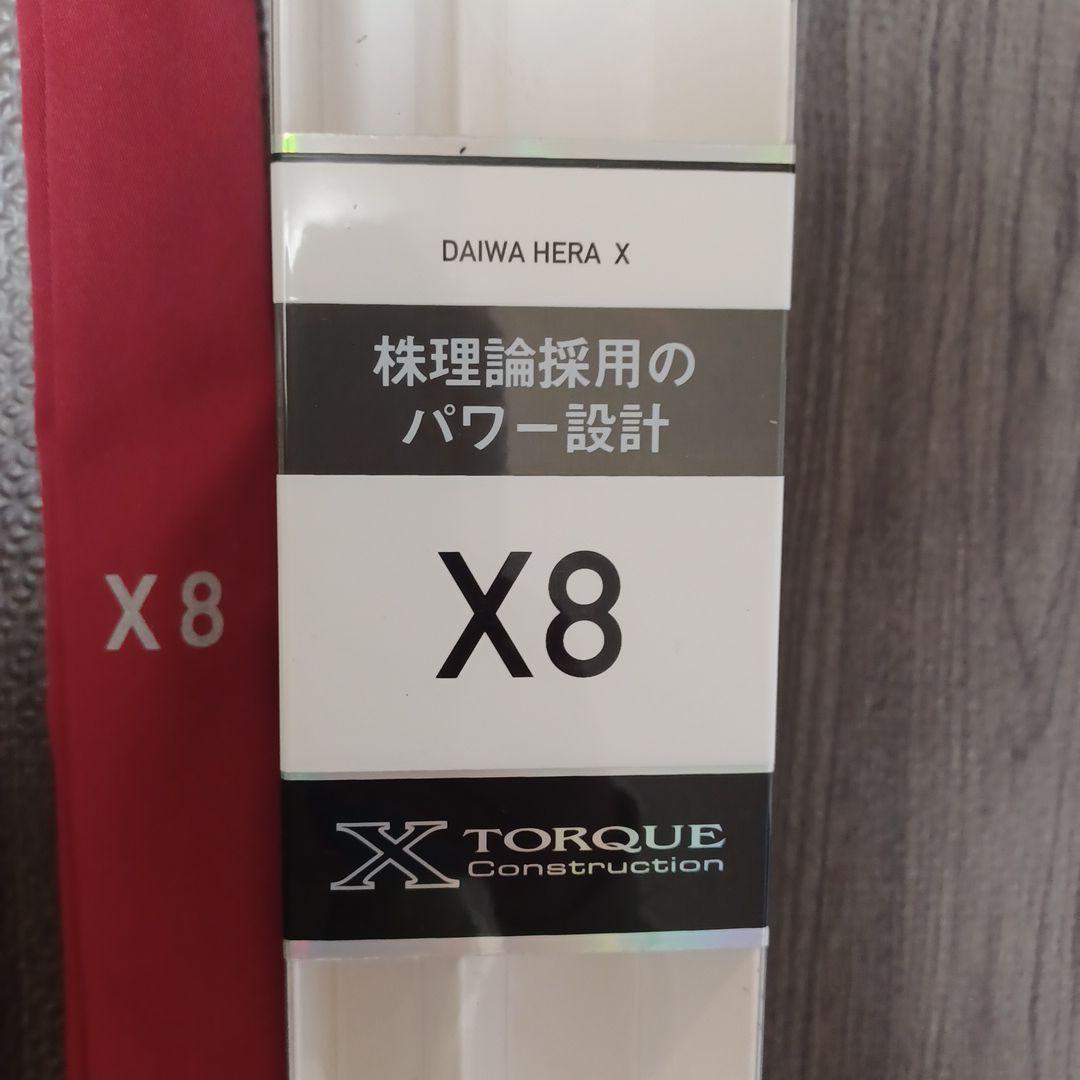 DAIWA HERA X
株理論採用の
パワー設計
X8
X8
X TORQUE
Construction